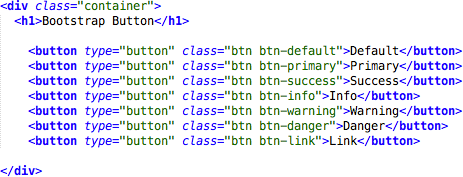 <div class="container">
  <h1>Bootstrap Button</h1>

    <button type="button" class="btn btn-default">Default</button>
    <button type="button" class="btn btn-primary">Primary</button>
    <button type="button" class="btn btn-success">Success</button>
    <button type="button" class="btn btn-info">Info</button>
    <button type="button" class="btn btn-warning">Warning</button>
    <button type="button" class="btn btn-danger">Danger</button>
    <button type="button" class="btn btn-link">Link</button>

</div>